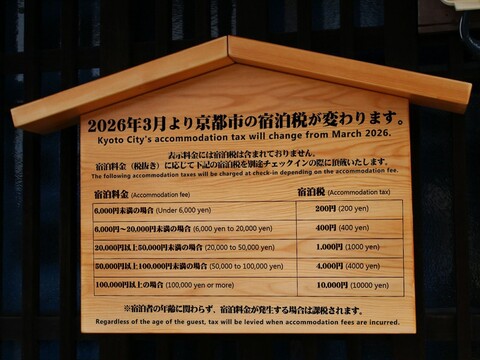 2026年3月より京都市の宿泊税が変わります。
Kyoto City's accommodation tax will change from March 2026.
表示料金には宿泊税は含まれておりません。
宿泊料金（税抜き）に応じて下記の宿泊税を別途チェックインの際に頂戴いたします。
The following accommodation taxes will be charged at check-in depending on the accommodation fee.
宿泊料金 (Accommodation fee) 宿泊税 (Accommodation tax)
6,000円未満の場合 (Under 6,000 yen) 200円 (200 yen)
6,000円〜20,000円未満の場合 (6,000 yen to 20,000 yen) 400円 (400 yen)
20,000円以上50,000円未満の場合 (20,000 to 50,000 yen) 1,000円 (1000 yen)
50,000円以上100,000円未満の場合 (50,000 to 100,000 yen) 4,000円 (4000 yen)
100,000円以上の場合 (100,000 yen or more) 10,000円 (10000 yen)
※宿泊者の年齢に関わらず、宿泊料金が発生する場合は課税されます。
Regardless of the age of the guest, tax will be levied when accommodation fees are incurred.